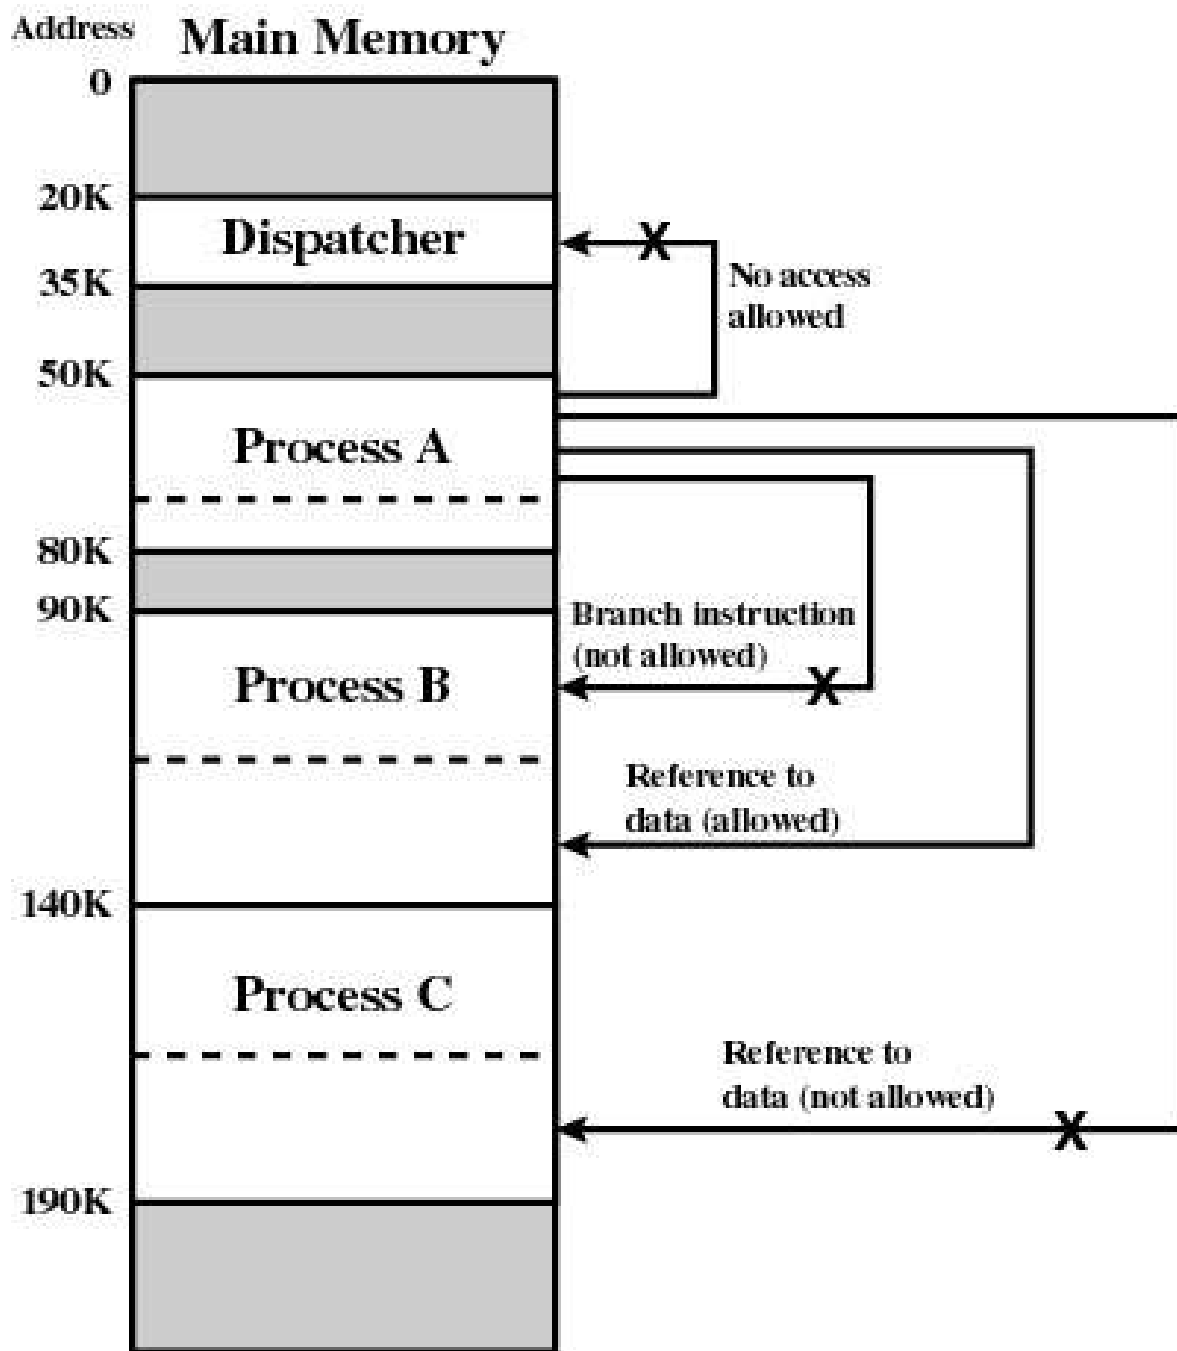 Address
Main Memory
0
20K
Dispatcher
35K
No access
allowed
50K
Process A
80K
90K
Branch instruction
(not allowed)
Process B
X
X
Reference to
data (allowed)
140K
Process C
Reference to
data (not allowed)
X
190K